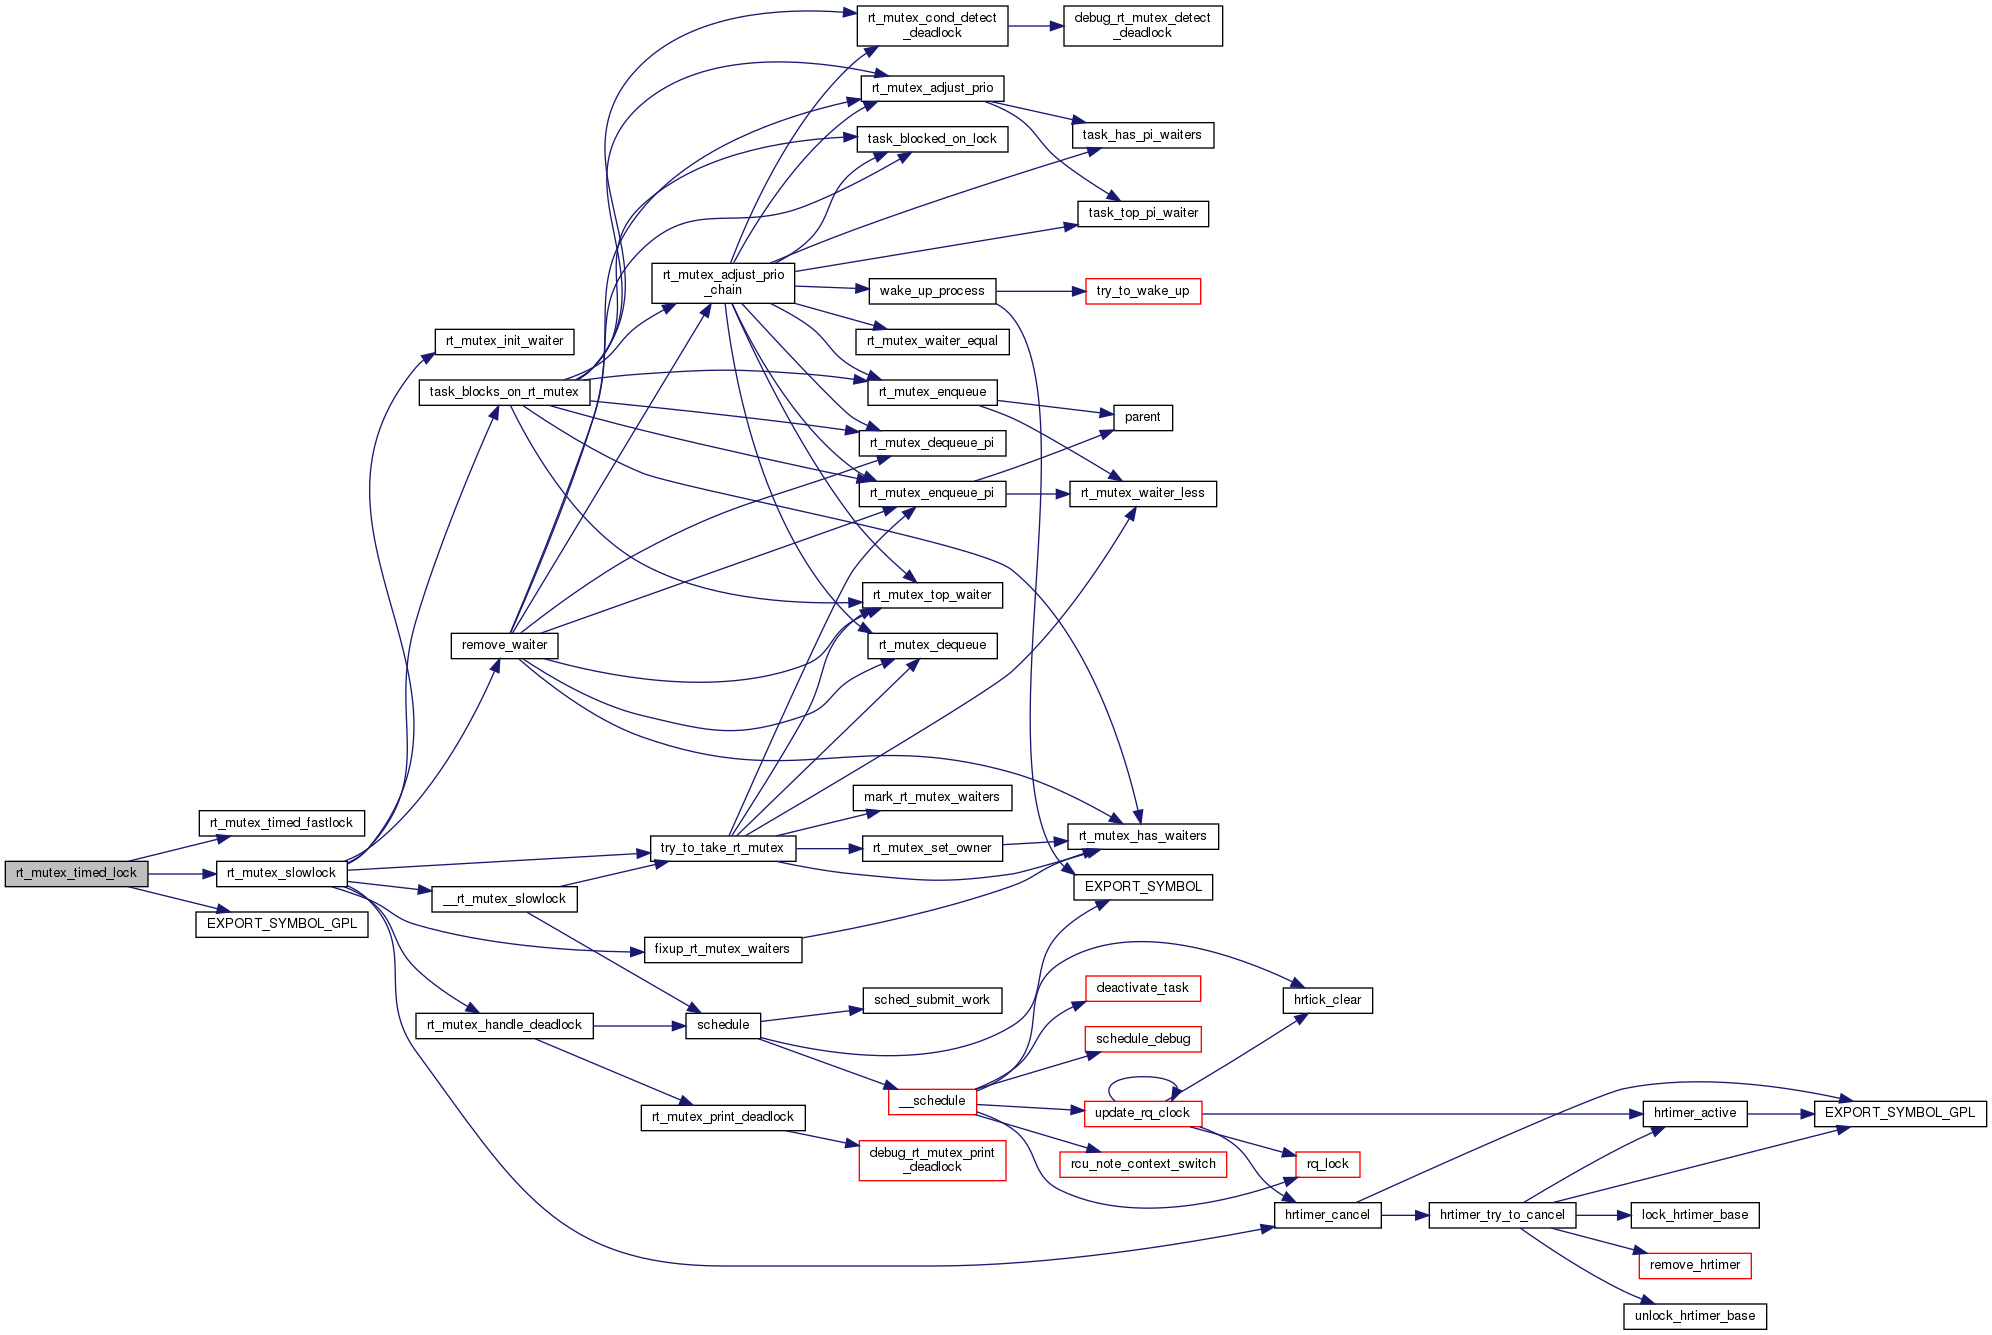 rt_mutex_cond_detect
_deadlock
debug_rt_mutex_detect
_deadlock
rt_mutex_adjust_prio
task_blocked_on_lock
task_has_pi_waiters
task_top_pi_waiter
rt_mutex_adjust_prio
_chain
wake_up_process
try_to_wake_up
rt_mutex_init_waiter
rt_mutex_waiter_equal
task_blocks_on_rt_mutex
rt_mutex_enqueue
parent
rt_mutex_dequeue_pi
rt_mutex_enqueue_pi
rt_mutex_waiter_less
rt_mutex_top_waiter
remove_waiter
rt_mutex_dequeue
mark_rt_mutex_waiters
rt_mutex_timed_fastlock
try_to_take_rt_mutex
rt_mutex_set_owner
rt_mutex_has_waiters
rt_mutex_timed_lock
rt_mutex_slowlock
EXPORT_SYMBOL
__rt_mutex_slowlock
EXPORT_SYMBOL_GPL
fixup_rt_mutex_waiters
deactivate_task
sched_submit_work
hrtick_clear
rt_mutex_handle_deadlock
schedule
schedule_debug
__schedule
update_rq_clock
hrtimer_active
EXPORT_SYMBOL_GPL
rt_mutex_print_deadlock
debug_rt_mutex_print
_deadlock
rcu_note_context_switch
rq_lock
hrtimer_cancel
hrtimer_try_to_cancel
lock_hrtimer_base
remove_hrtimer
unlock_hrtimer_base